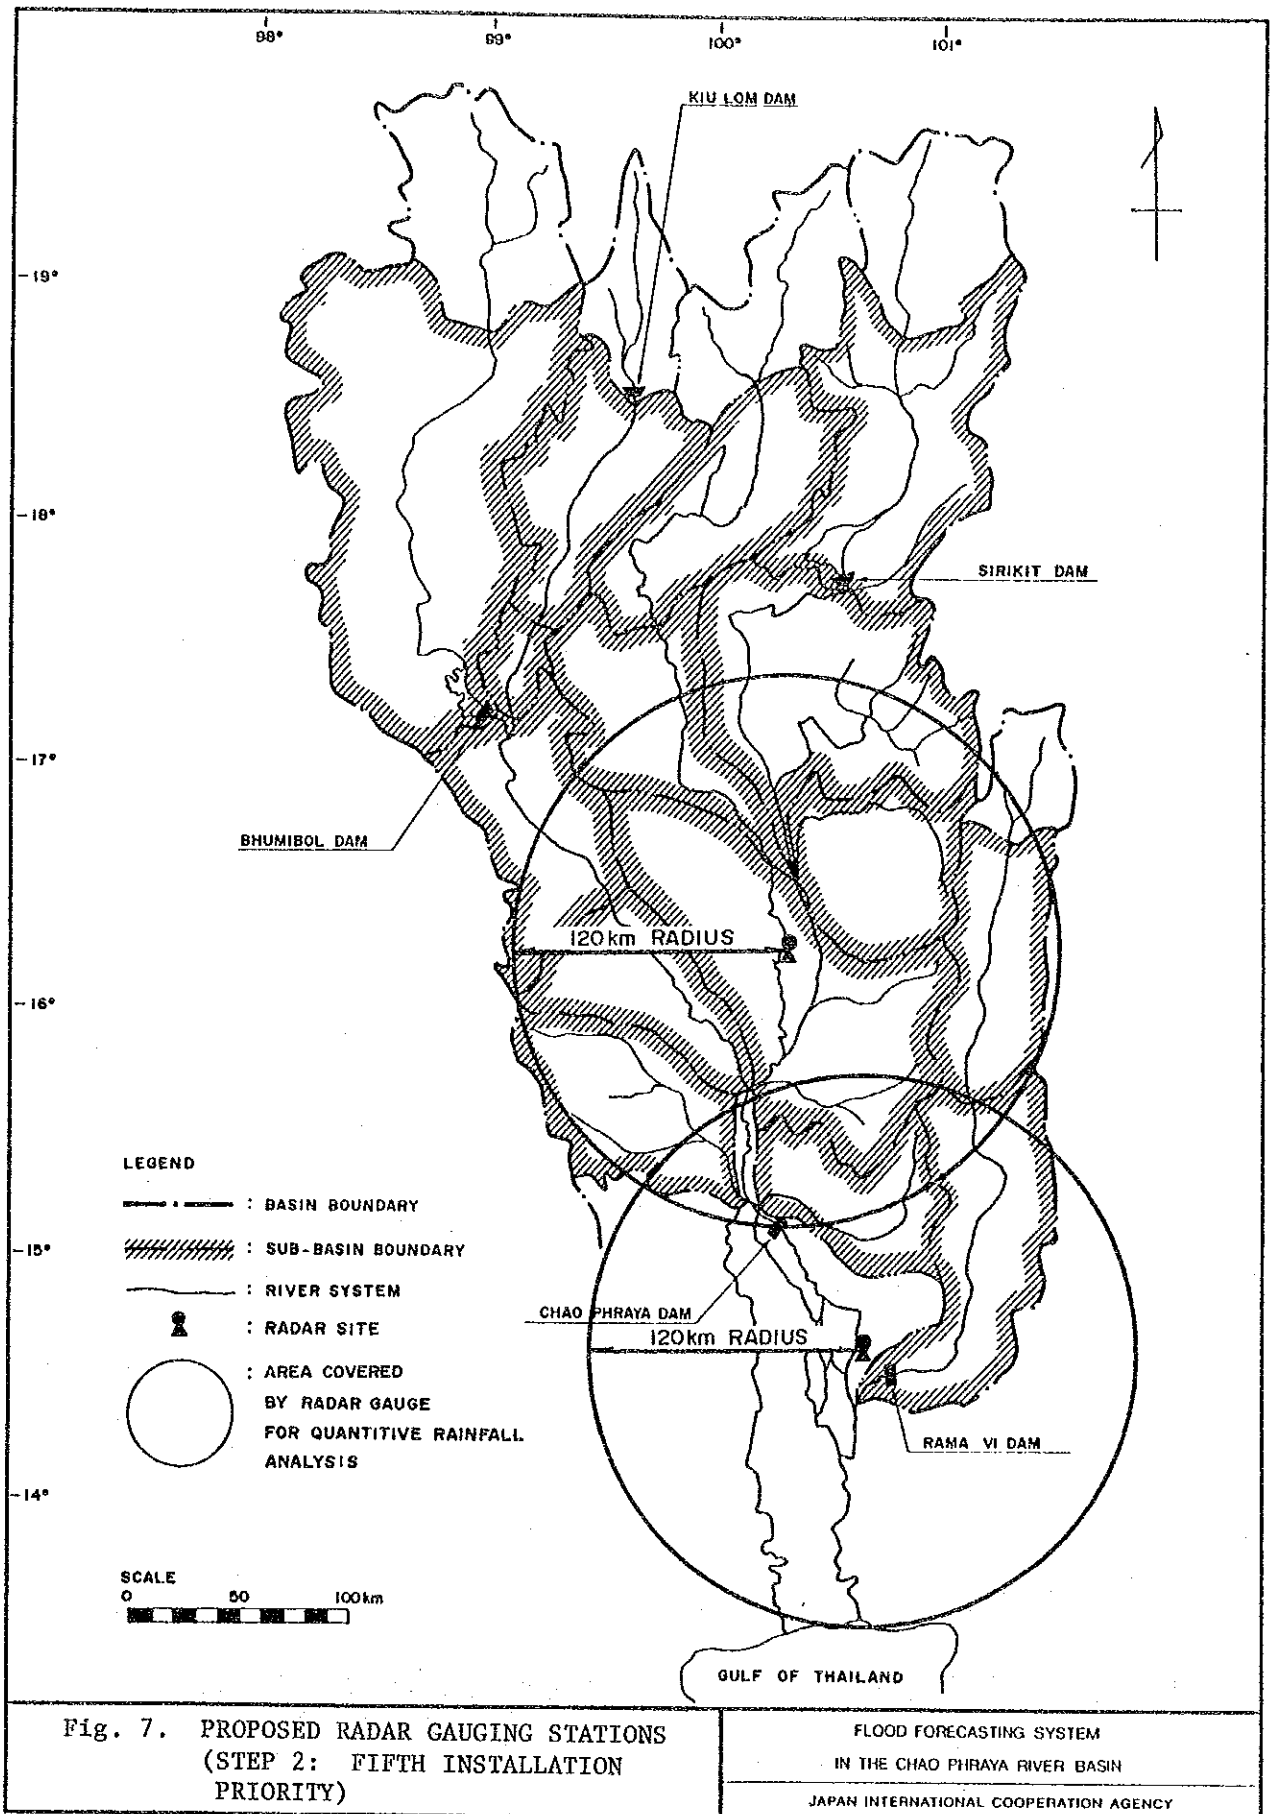 98° 99° 100° 101°
KIU LOM DAM
-19°
-18°
SIRIKIT DAM
-17°
BHUMIBOL DAM
120km RADIUS
-16°
LEGEND
: BASIN BOUNDARY
-15°
: SUB-BASIN BOUNDARY
: RIVER SYSTEM
CHAO PHRAYA DAM
: RADAR SITE
120km RADIUS
: AREA COVERED
BY RADAR GAUGE
FOR QUANTITIVE RAINFALL
ANALYSIS
RAMA VI DAM
-14°
SCALE
0 50 100km
GULF OF THAILAND
Fig. 7. PROPOSED RADAR GAUGING STATIONS
(STEP 2: FIFTH INSTALLATION
PRIORITY)
FLOOD FORECASTING SYSTEM
IN THE CHAO PHRAYA RIVER BASIN
JAPAN INTERNATIONAL COOPERATION AGENCY